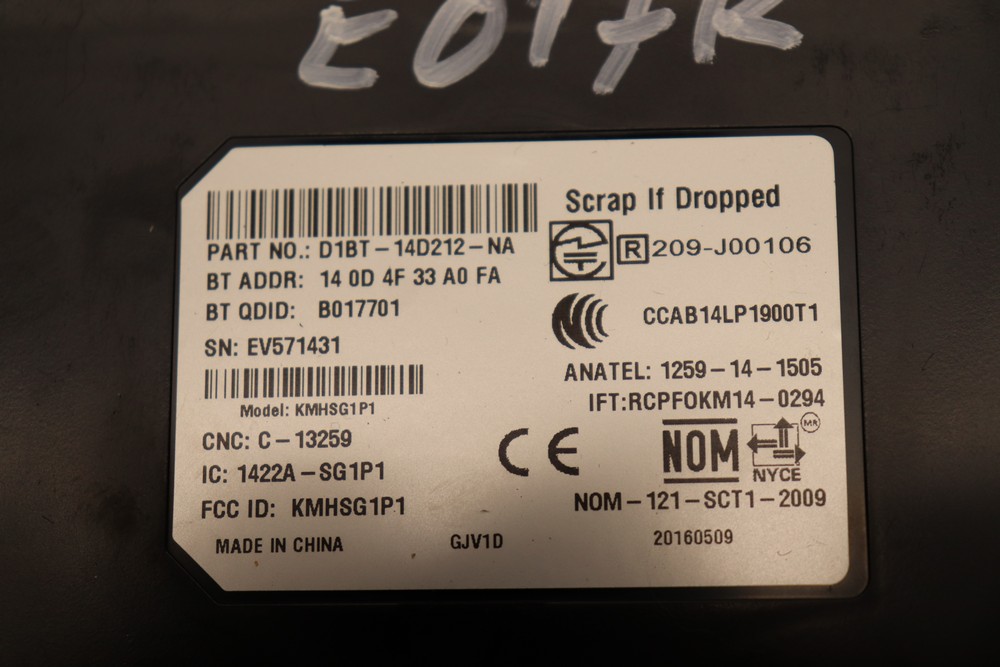 E017R
Scrap If Dropped
PART NO.: D1BT-14D212-NA
R 209-J00106
BT ADDR: 14 0D 4F 33 A0 FA
BT QDID: B017701
CCAB14LP1900T1
SN: EV571431
ANATEL: 1259-14-1505
Model: KMHSG1P1
IFT:RCPFOKM14-0294
CNC: C-13259
CE
NOM
MR
NYCE
IC: 1422A-SG1P1
FCC ID: KMHSG1P1
NOM-121-SCT1-2009
MADE IN CHINA
GJV1D
20160509